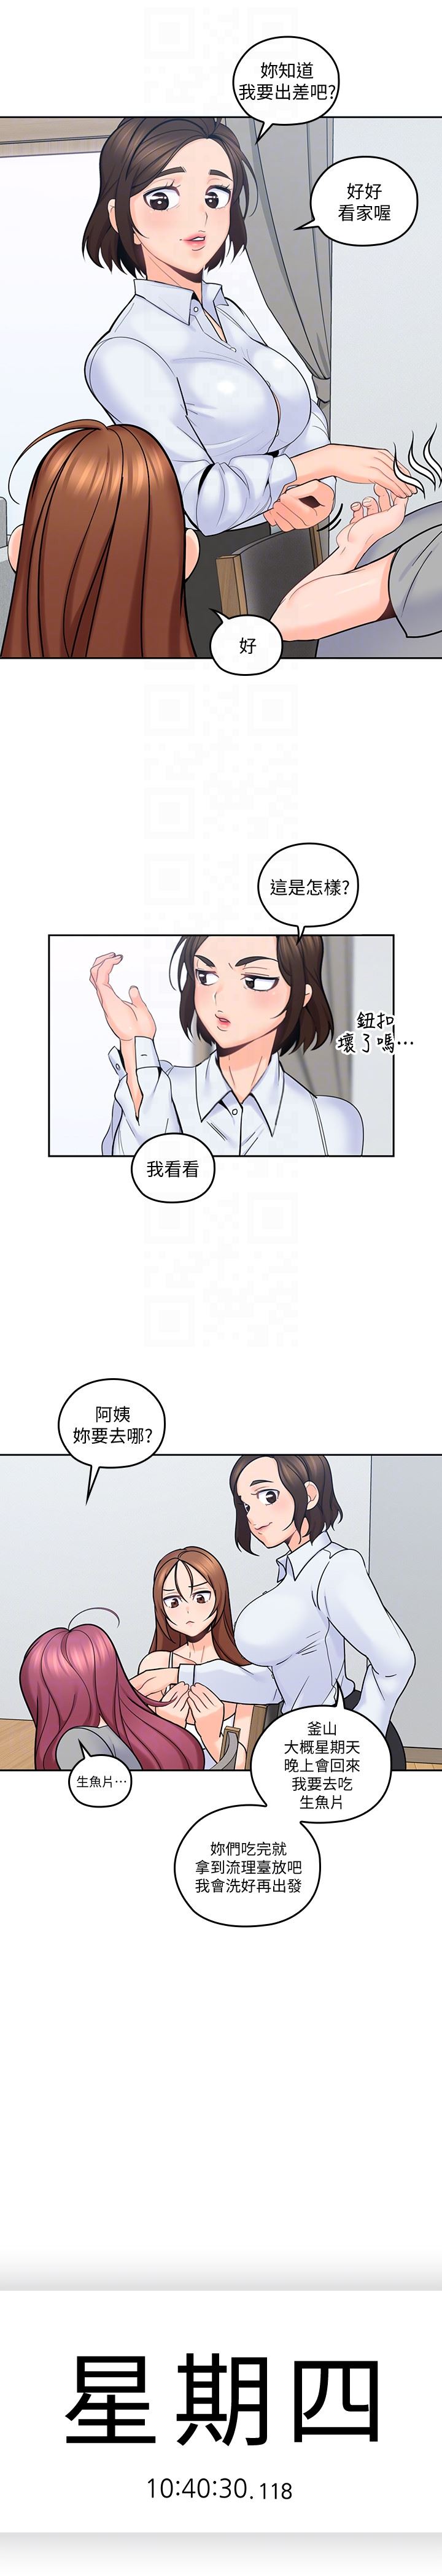 妳知道
我要出差吧?
好好
看家喔
好
這是怎樣?
鈕扣
壞了嗎…
我看看
阿姨
妳要去哪?
釜山
大概星期天
晚上會回來
我要去吃
生魚片
生魚片…
妳們吃完就
拿到流理臺放吧
我會洗好再出發
星期四
10:40:30.118